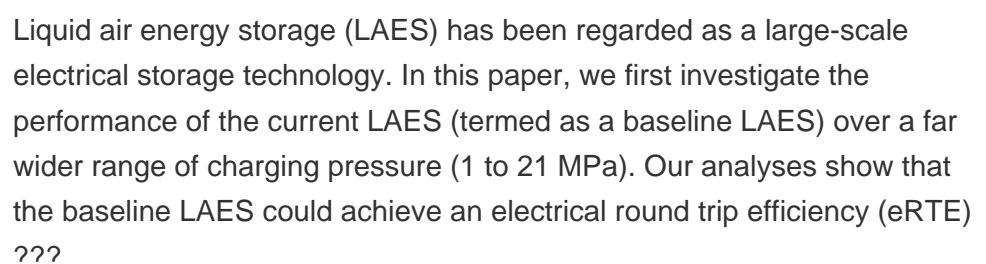 Liquid air energy storage (LAES) has been regarded as a large-scale
electrical storage technology. In this paper, we first investigate the
performance of the current LAES (termed as a baseline LAES) over a far
wider range of charging pressure (1 to 21 MPa). Our analyses show that
the baseline LAES could achieve an electrical round trip efficiency (eRTE)
???